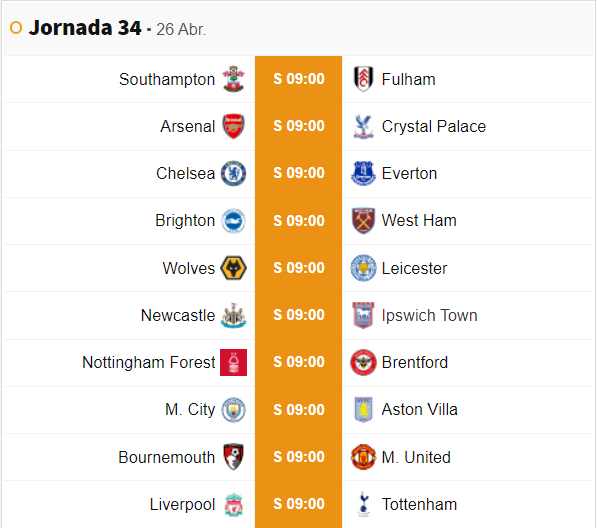 Jornada 34 • 26 Abr.
Southampton S 09:00 Fulham
Arsenal S 09:00 Crystal Palace
Chelsea S 09:00 Everton
Brighton S 09:00 West Ham
Wolves S 09:00 Leicester
Newcastle S 09:00 Ipswich Town
Nottingham Forest S 09:00 Brentford
M. City S 09:00 Aston Villa
Bournemouth S 09:00 M. United
Liverpool S 09:00 Tottenham